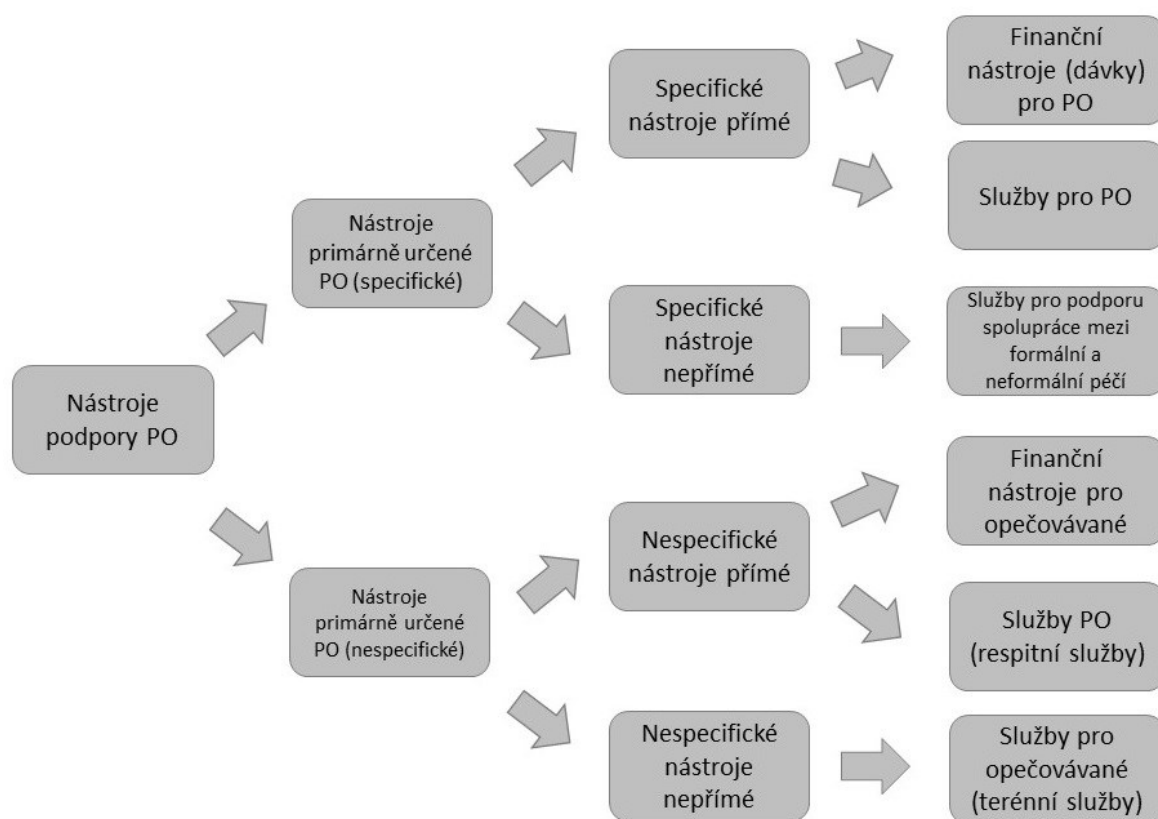 Nástroje
podpory PO
Nástroje
primárně určené
PO (specifické)
Specifické
nástroje přímé
Finanční
nástroje (dávky)
pro PO
Služby pro PO
Specifické
nástroje
nepřímé
Služby pro podporu
spolupráce mezi
formální a
neformální péčí
Nástroje
primárně určené
PO (nespecifické)
Nespecifické
nástroje přímé
Finanční
nástroje pro
opečovávané
Služby PO
(respitní služby)
Nespecifické
nástroje
nepřímé
Služby pro
opečovávané
(terénní služby)